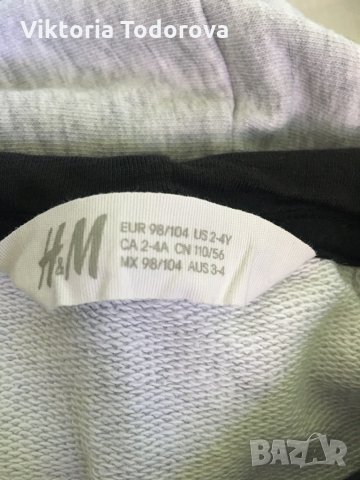 Viktoria Todorova
H&M
EUR 98/104 US 2-4Y
CA 2-4A CN 110/56
MX 98/104 AUS 3-4
BAZAR